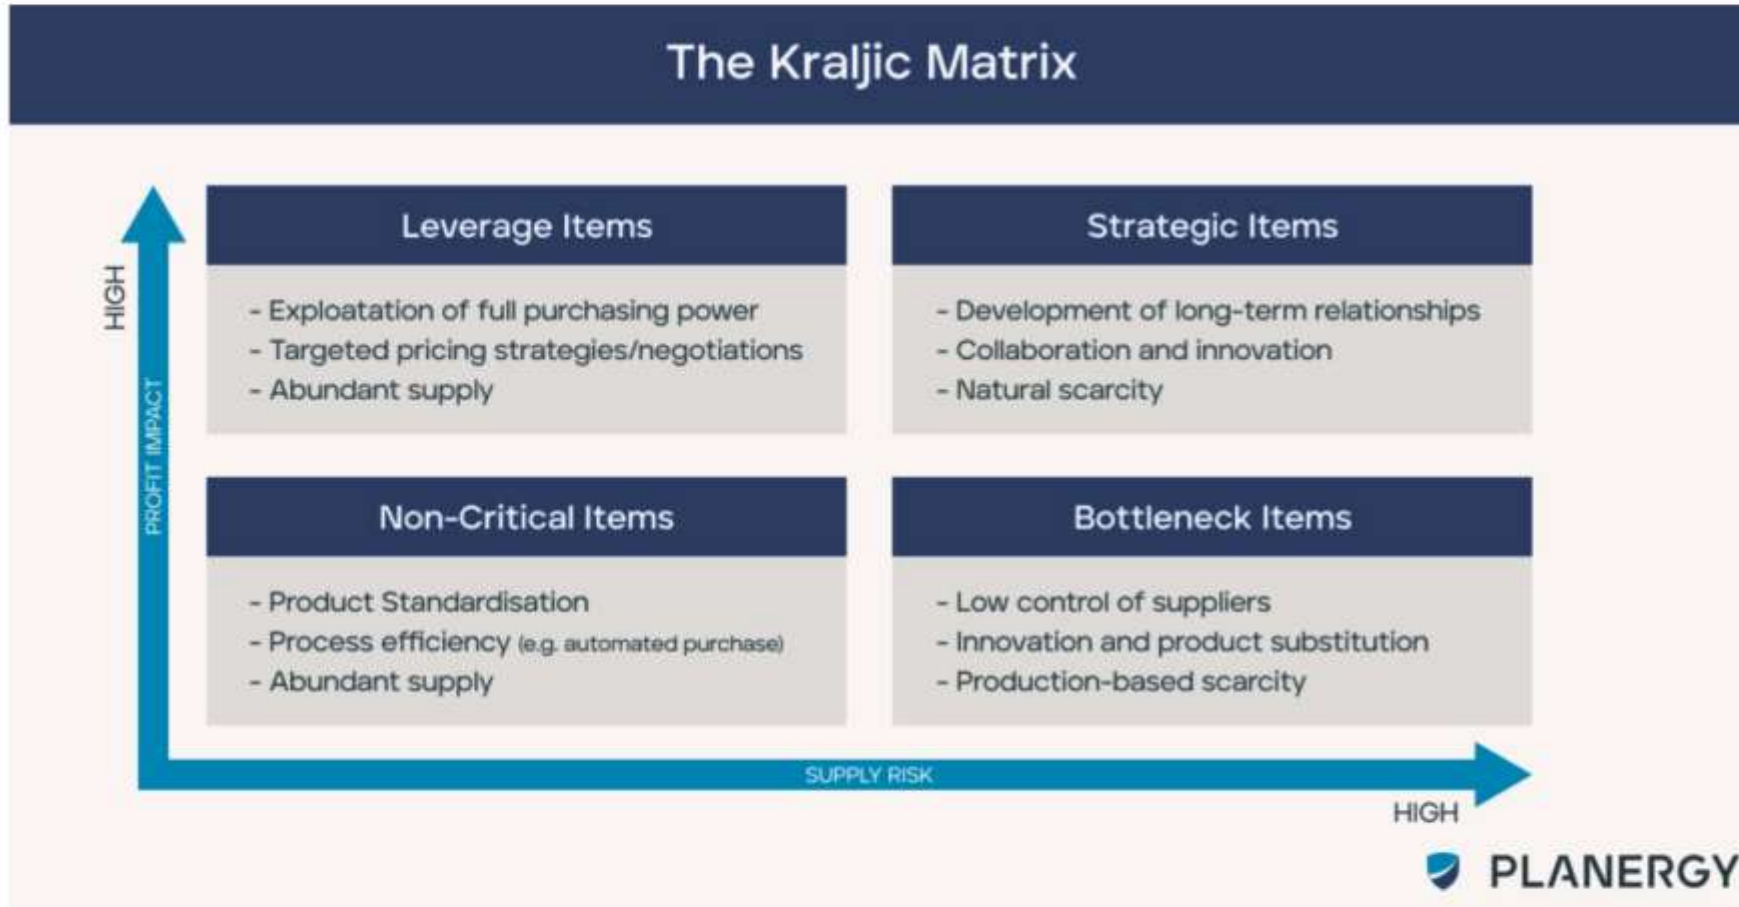 The Kraljic Matrix
HIGH
PROFIT IMPACT
Leverage Items
- Exploatation of full purchasing power
- Targeted pricing strategies/negotiations
- Abundant supply
Strategic Items
- Development of long-term relationships
- Collaboration and innovation
- Natural scarcity
Non-Critical Items
- Product Standardisation
- Process efficiency (e.g. automated purchase)
- Abundant supply
Bottleneck Items
- Low control of suppliers
- Innovation and product substitution
- Production-based scarcity
SUPPLY RISK
HIGH
PLANERGY